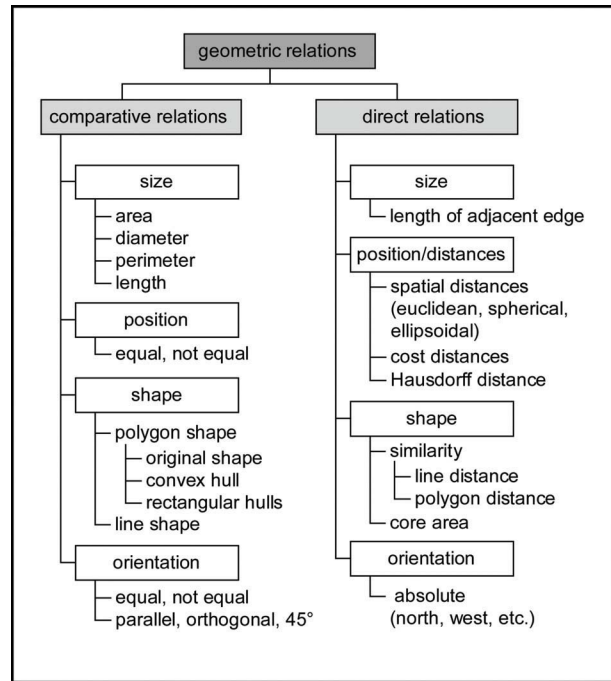 geometric relations
comparative relations
size
area
diameter
perimeter
length
position
equal, not equal
shape
polygon shape
original shape
convex hull
rectangular hulls
line shape
orientation
equal, not equal
parallel, orthogonal, 45°
direct relations
size
length of adjacent edge
position/distances
spatial distances
(euclidean, spherical,
ellipsoidal)
cost distances
Hausdorff distance
shape
similarity
line distance
polygon distance
core area
orientation
absolute
(north, west, etc.)